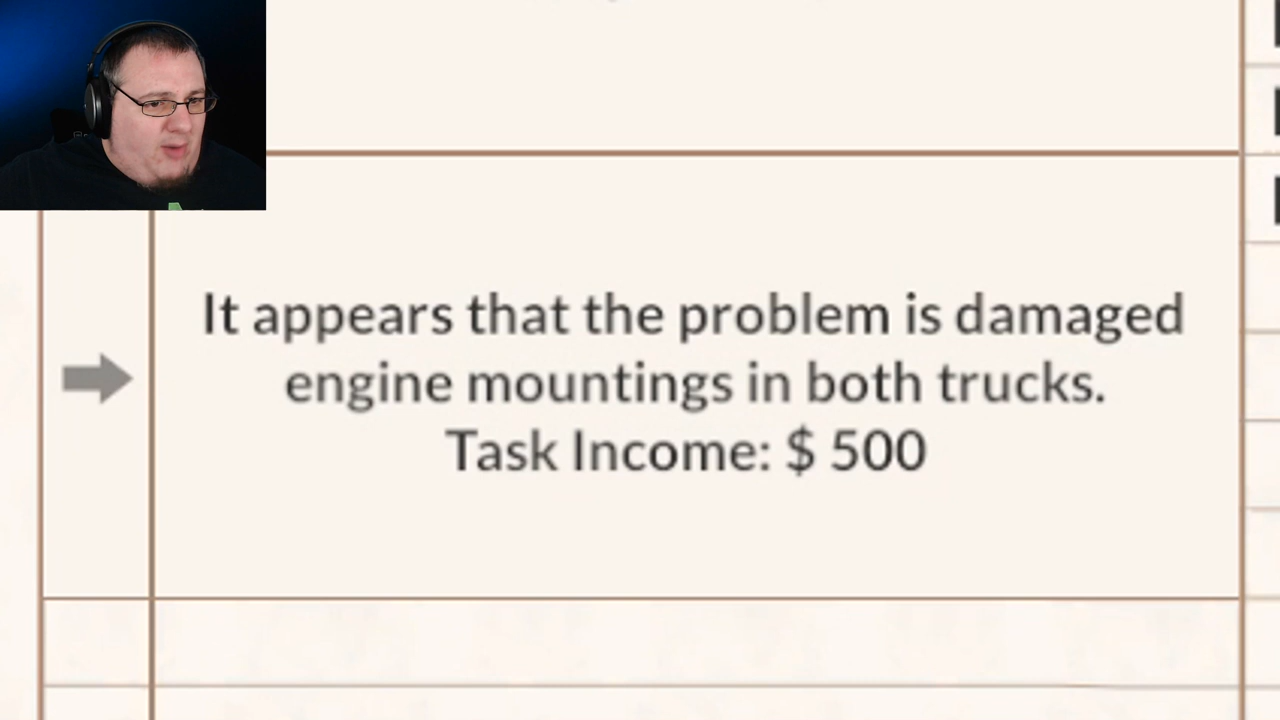 It appears that the problem is damaged
engine mountings in both trucks.
Task Income: $ 500